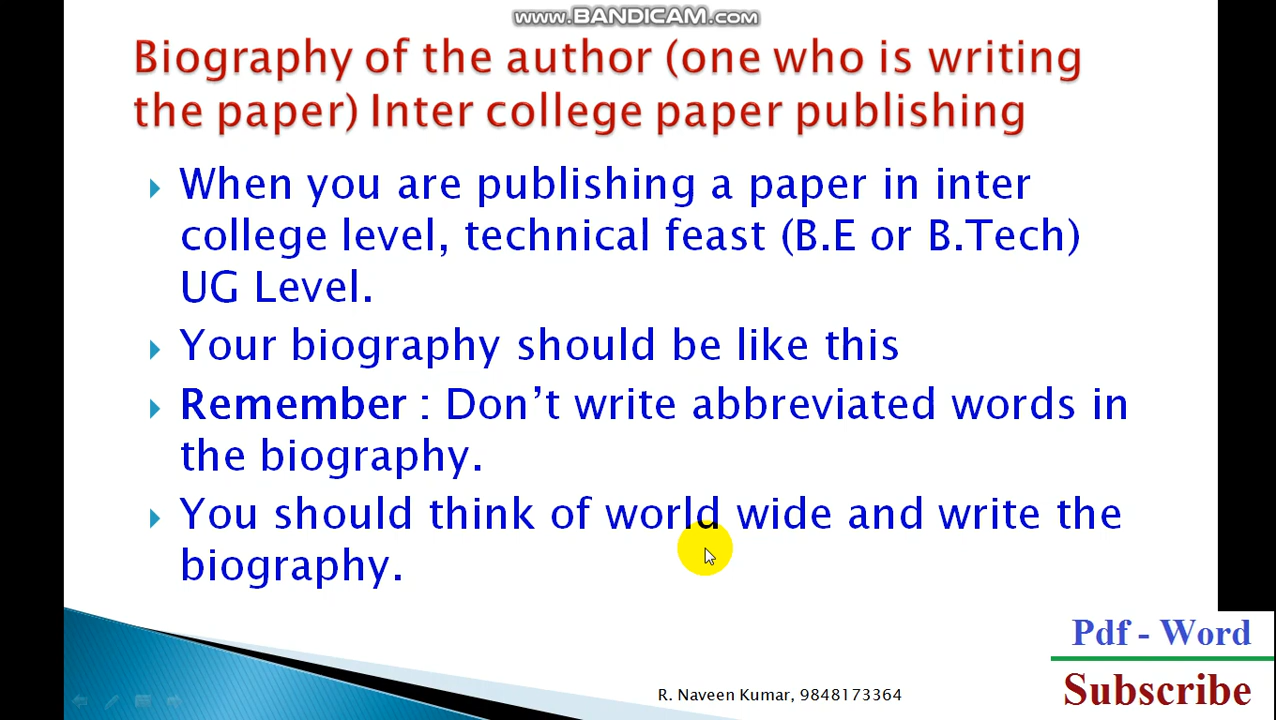 www.BANDICAM.com
Biography of the author (one who is writing
the paper) Inter college paper publishing
When you are publishing a paper in inter
college level, technical feast (B.E or B.Tech)
UG Level.
Your biography should be like this
Remember : Don’t write abbreviated words in
the biography.
You should think of world wide and write the
biography.
Pdf - Word
Subscribe
R. Naveen Kumar, 9848173364